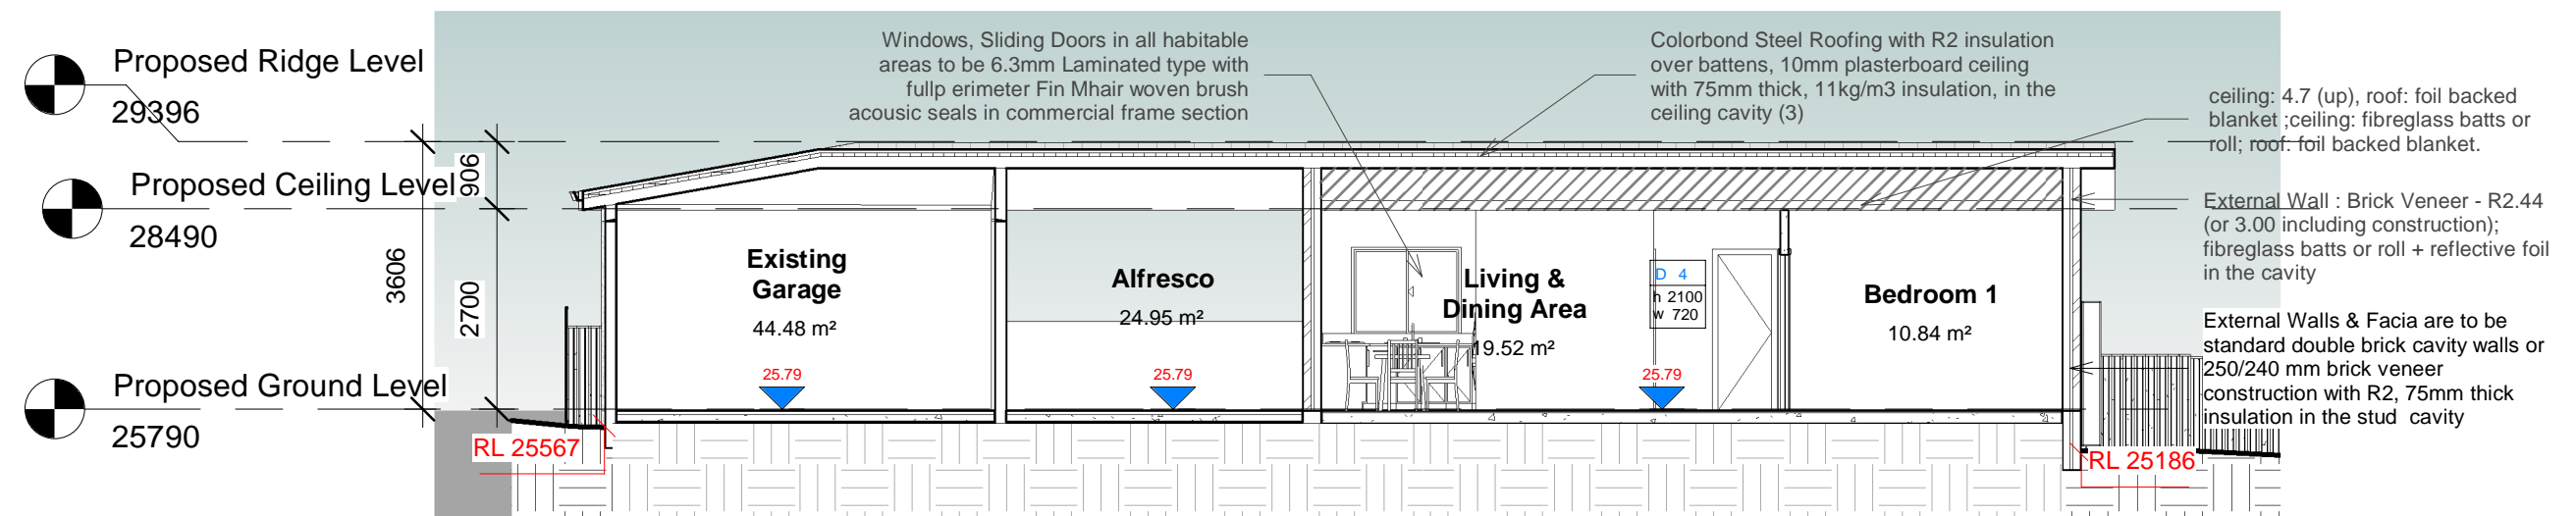 Proposed Ridge Level
29396
Proposed Ceiling Level
28490
Proposed Ground Level
25790
3606
906
2700
RL 25567
Windows, Sliding Doors in all habitable
areas to be 6.3mm Laminated type with
fullp erimeter Fin Mhair woven brush
acousic seals in commercial frame section
Colorbond Steel Roofing with R2 insulation
over battens, 10mm plasterboard ceiling
with 75mm thick, 11kg/m3 insulation, in the
ceiling cavity (3)
ceiling: 4.7 (up), roof: foil backed
blanket ;ceiling: fibreglass batts or
roll; roof: foil backed blanket.
External Wall : Brick Veneer - R2.44
(or 3.00 including construction);
fibreglass batts or roll + reflective foil
in the cavity
External Walls & Facia are to be
standard double brick cavity walls or
250/240 mm brick veneer
construction with R2, 75mm thick
insulation in the stud cavity
Existing
Garage
44.48 m²
25.79
Alfresco
24.95 m²
25.79
Living &
Dining Area
19.52 m²
D 4
h 2100
w 720
25.79
Bedroom 1
10.84 m²
RL 25186